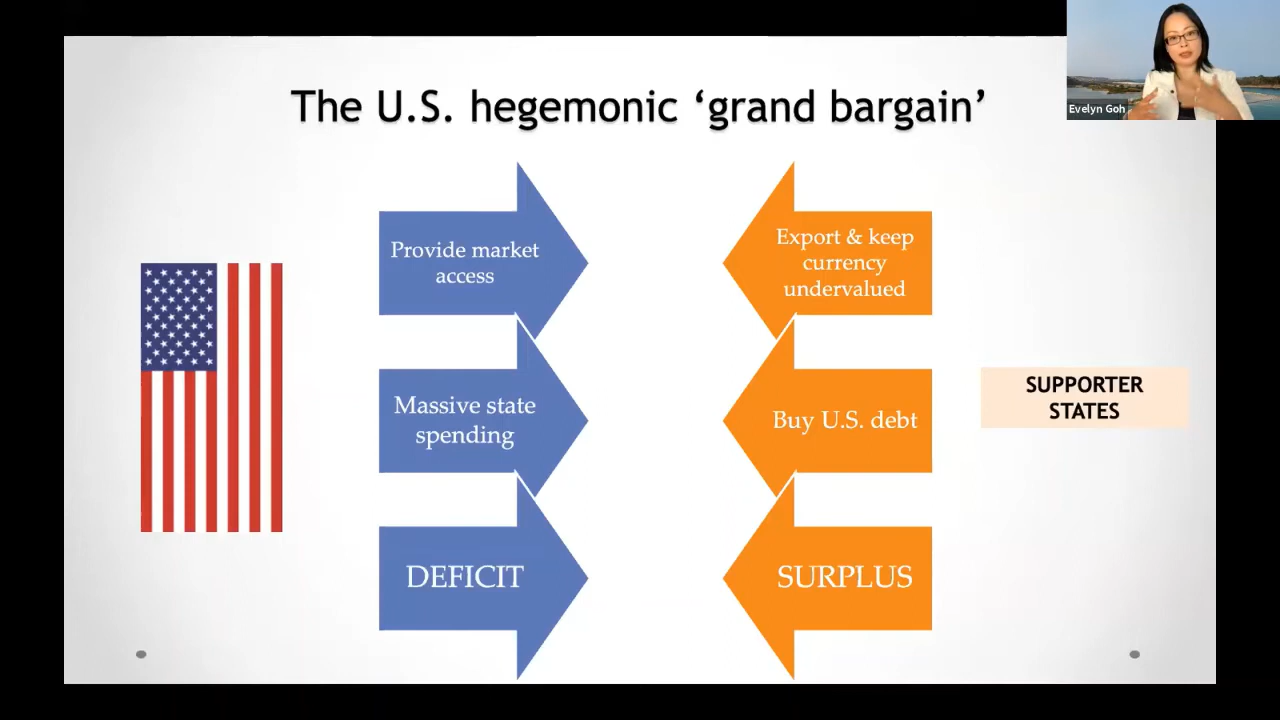 The U.S. hegemonic ‘grand bargain’
Evelyn Goh
Provide market
access
Export & keep
currency
undervalued
Massive state
spending
Buy U.S. debt
SUPPORTER
STATES
DEFICIT
SURPLUS